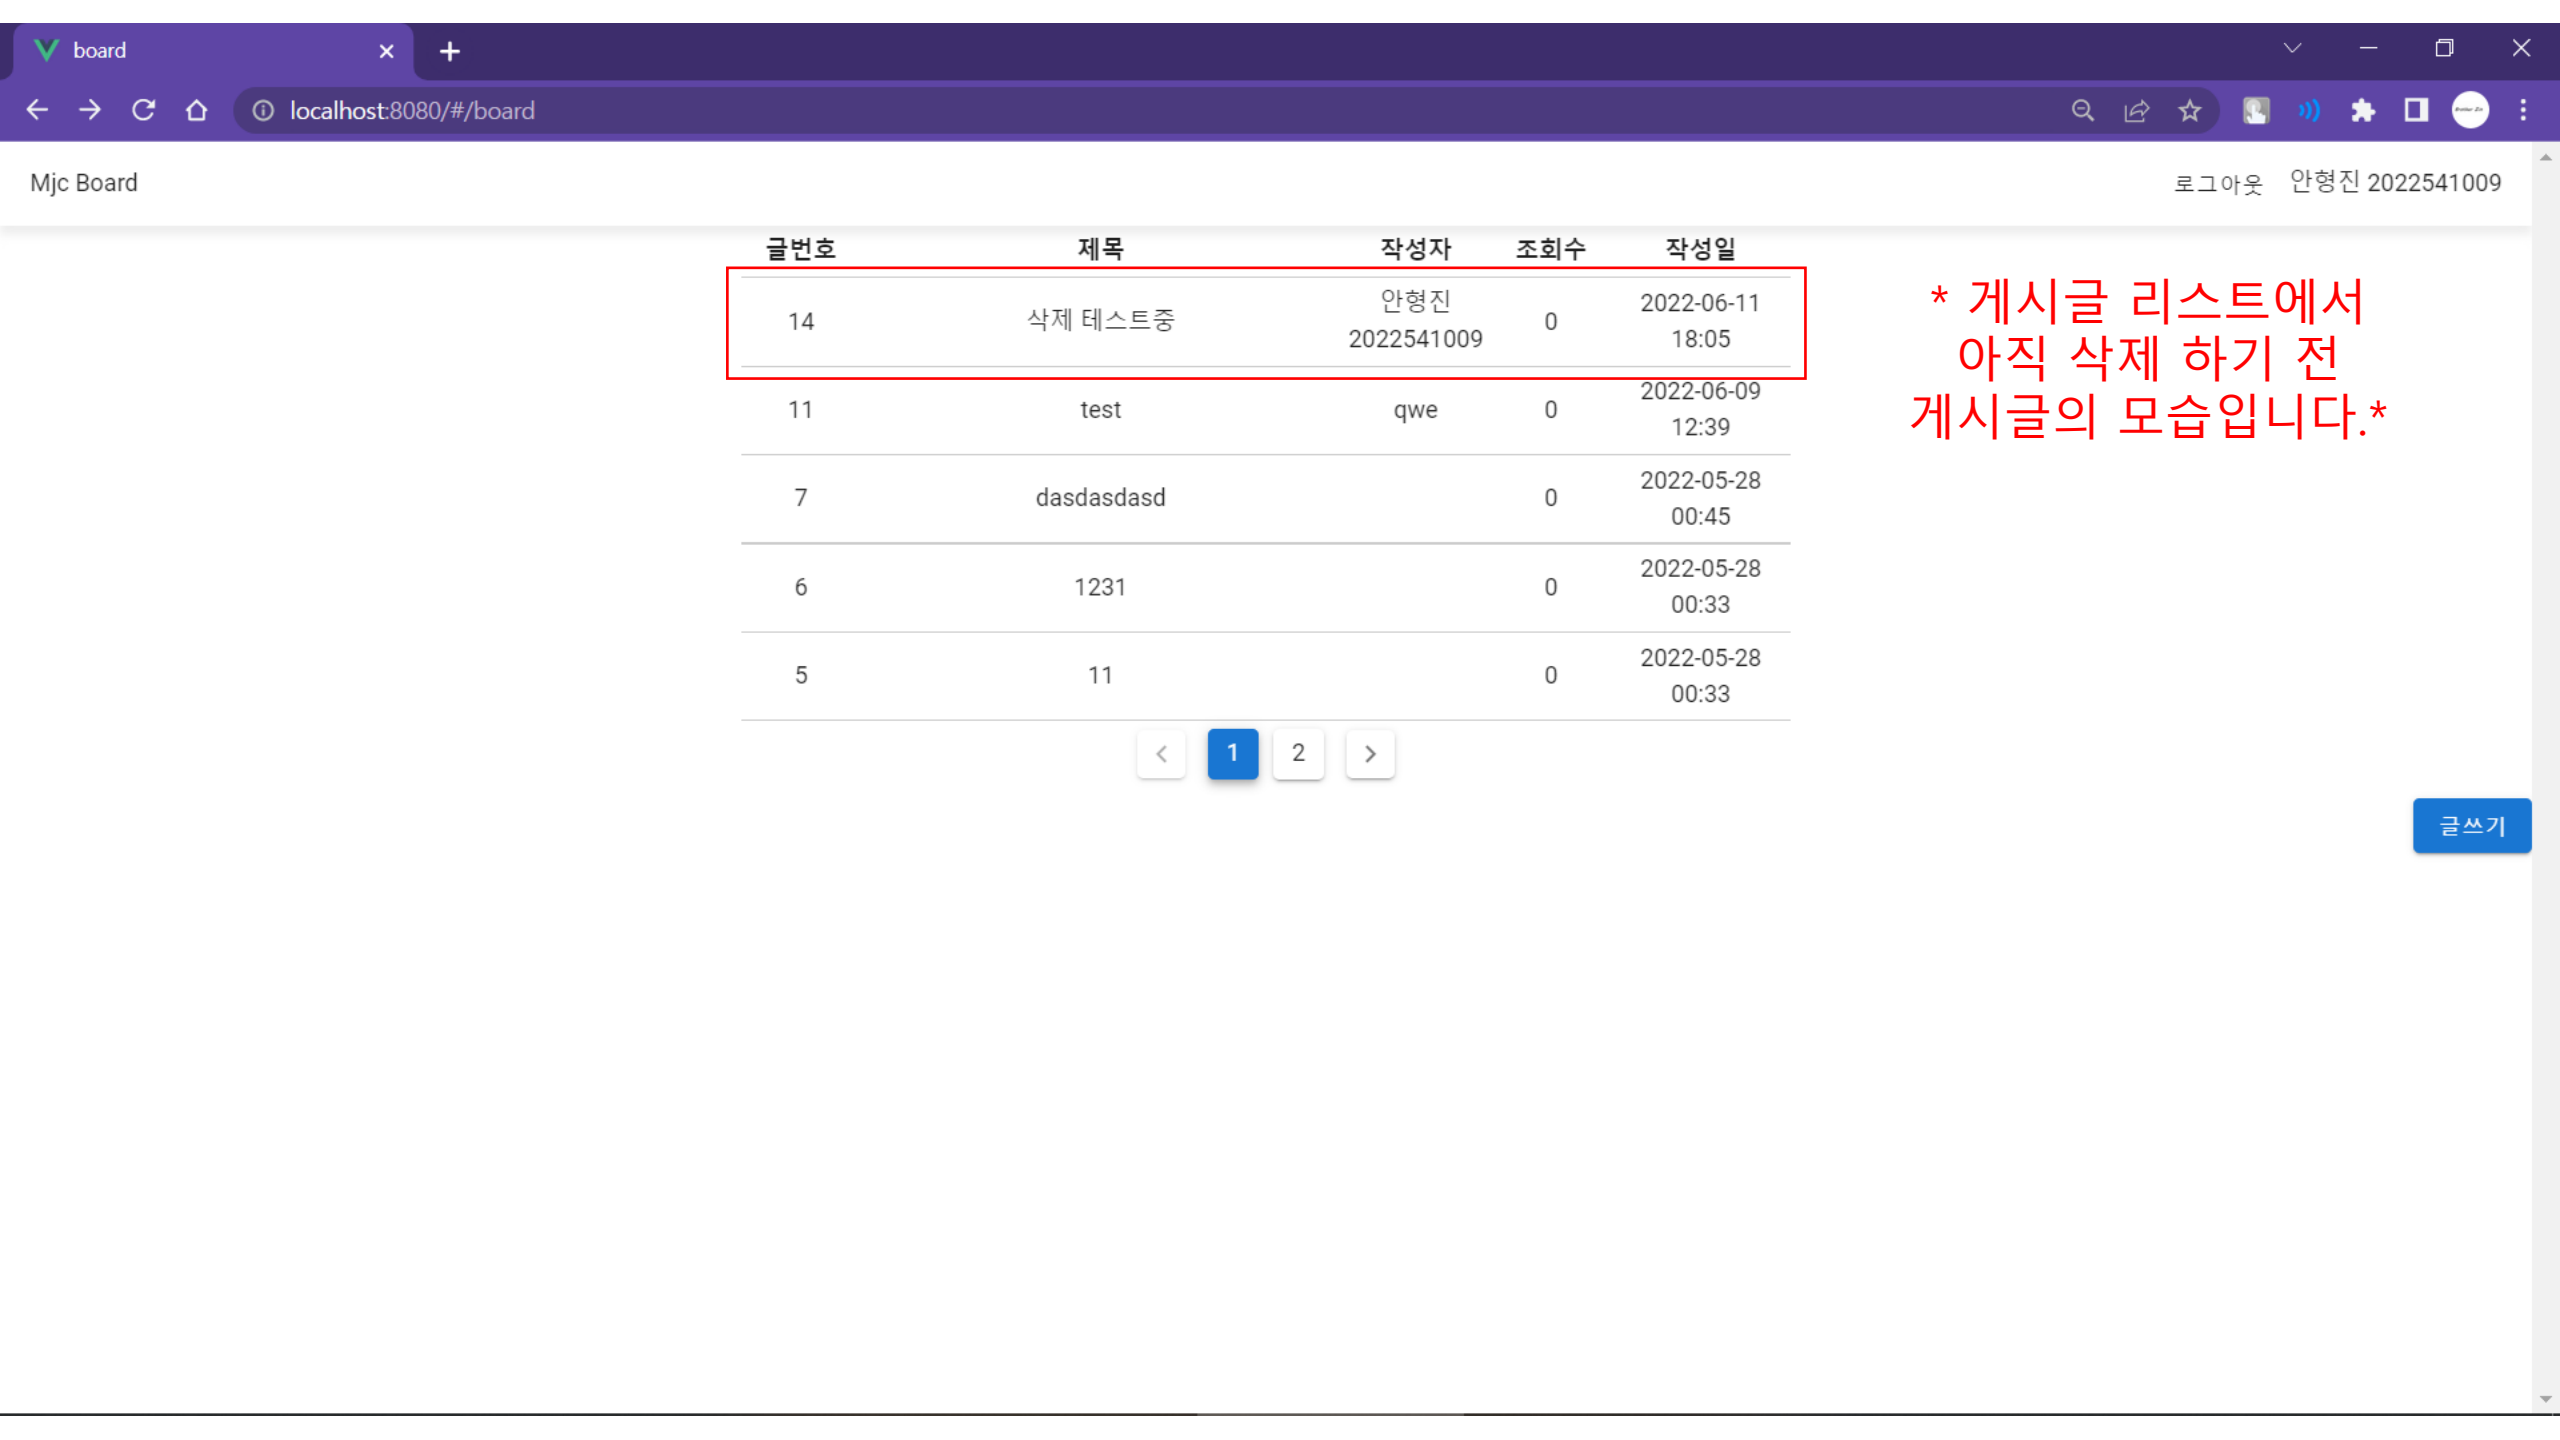 board
localhost:8080/#/board
Mjc Board
로그아웃 안형진 2022541009
글번호 제목 작성자 조회수 작성일
14 삭제 테스트중 안형진 2022541009 0 2022-06-11 18:05
11 test qwe 0 2022-06-09 12:39
7 dasdasdasd 0 2022-05-28 00:45
6 1231 0 2022-05-28 00:33
5 11 0 2022-05-28 00:33
* 게시글 리스트에서
아직 삭제 하기 전
게시글의 모습입니다.*
1 2
글쓰기